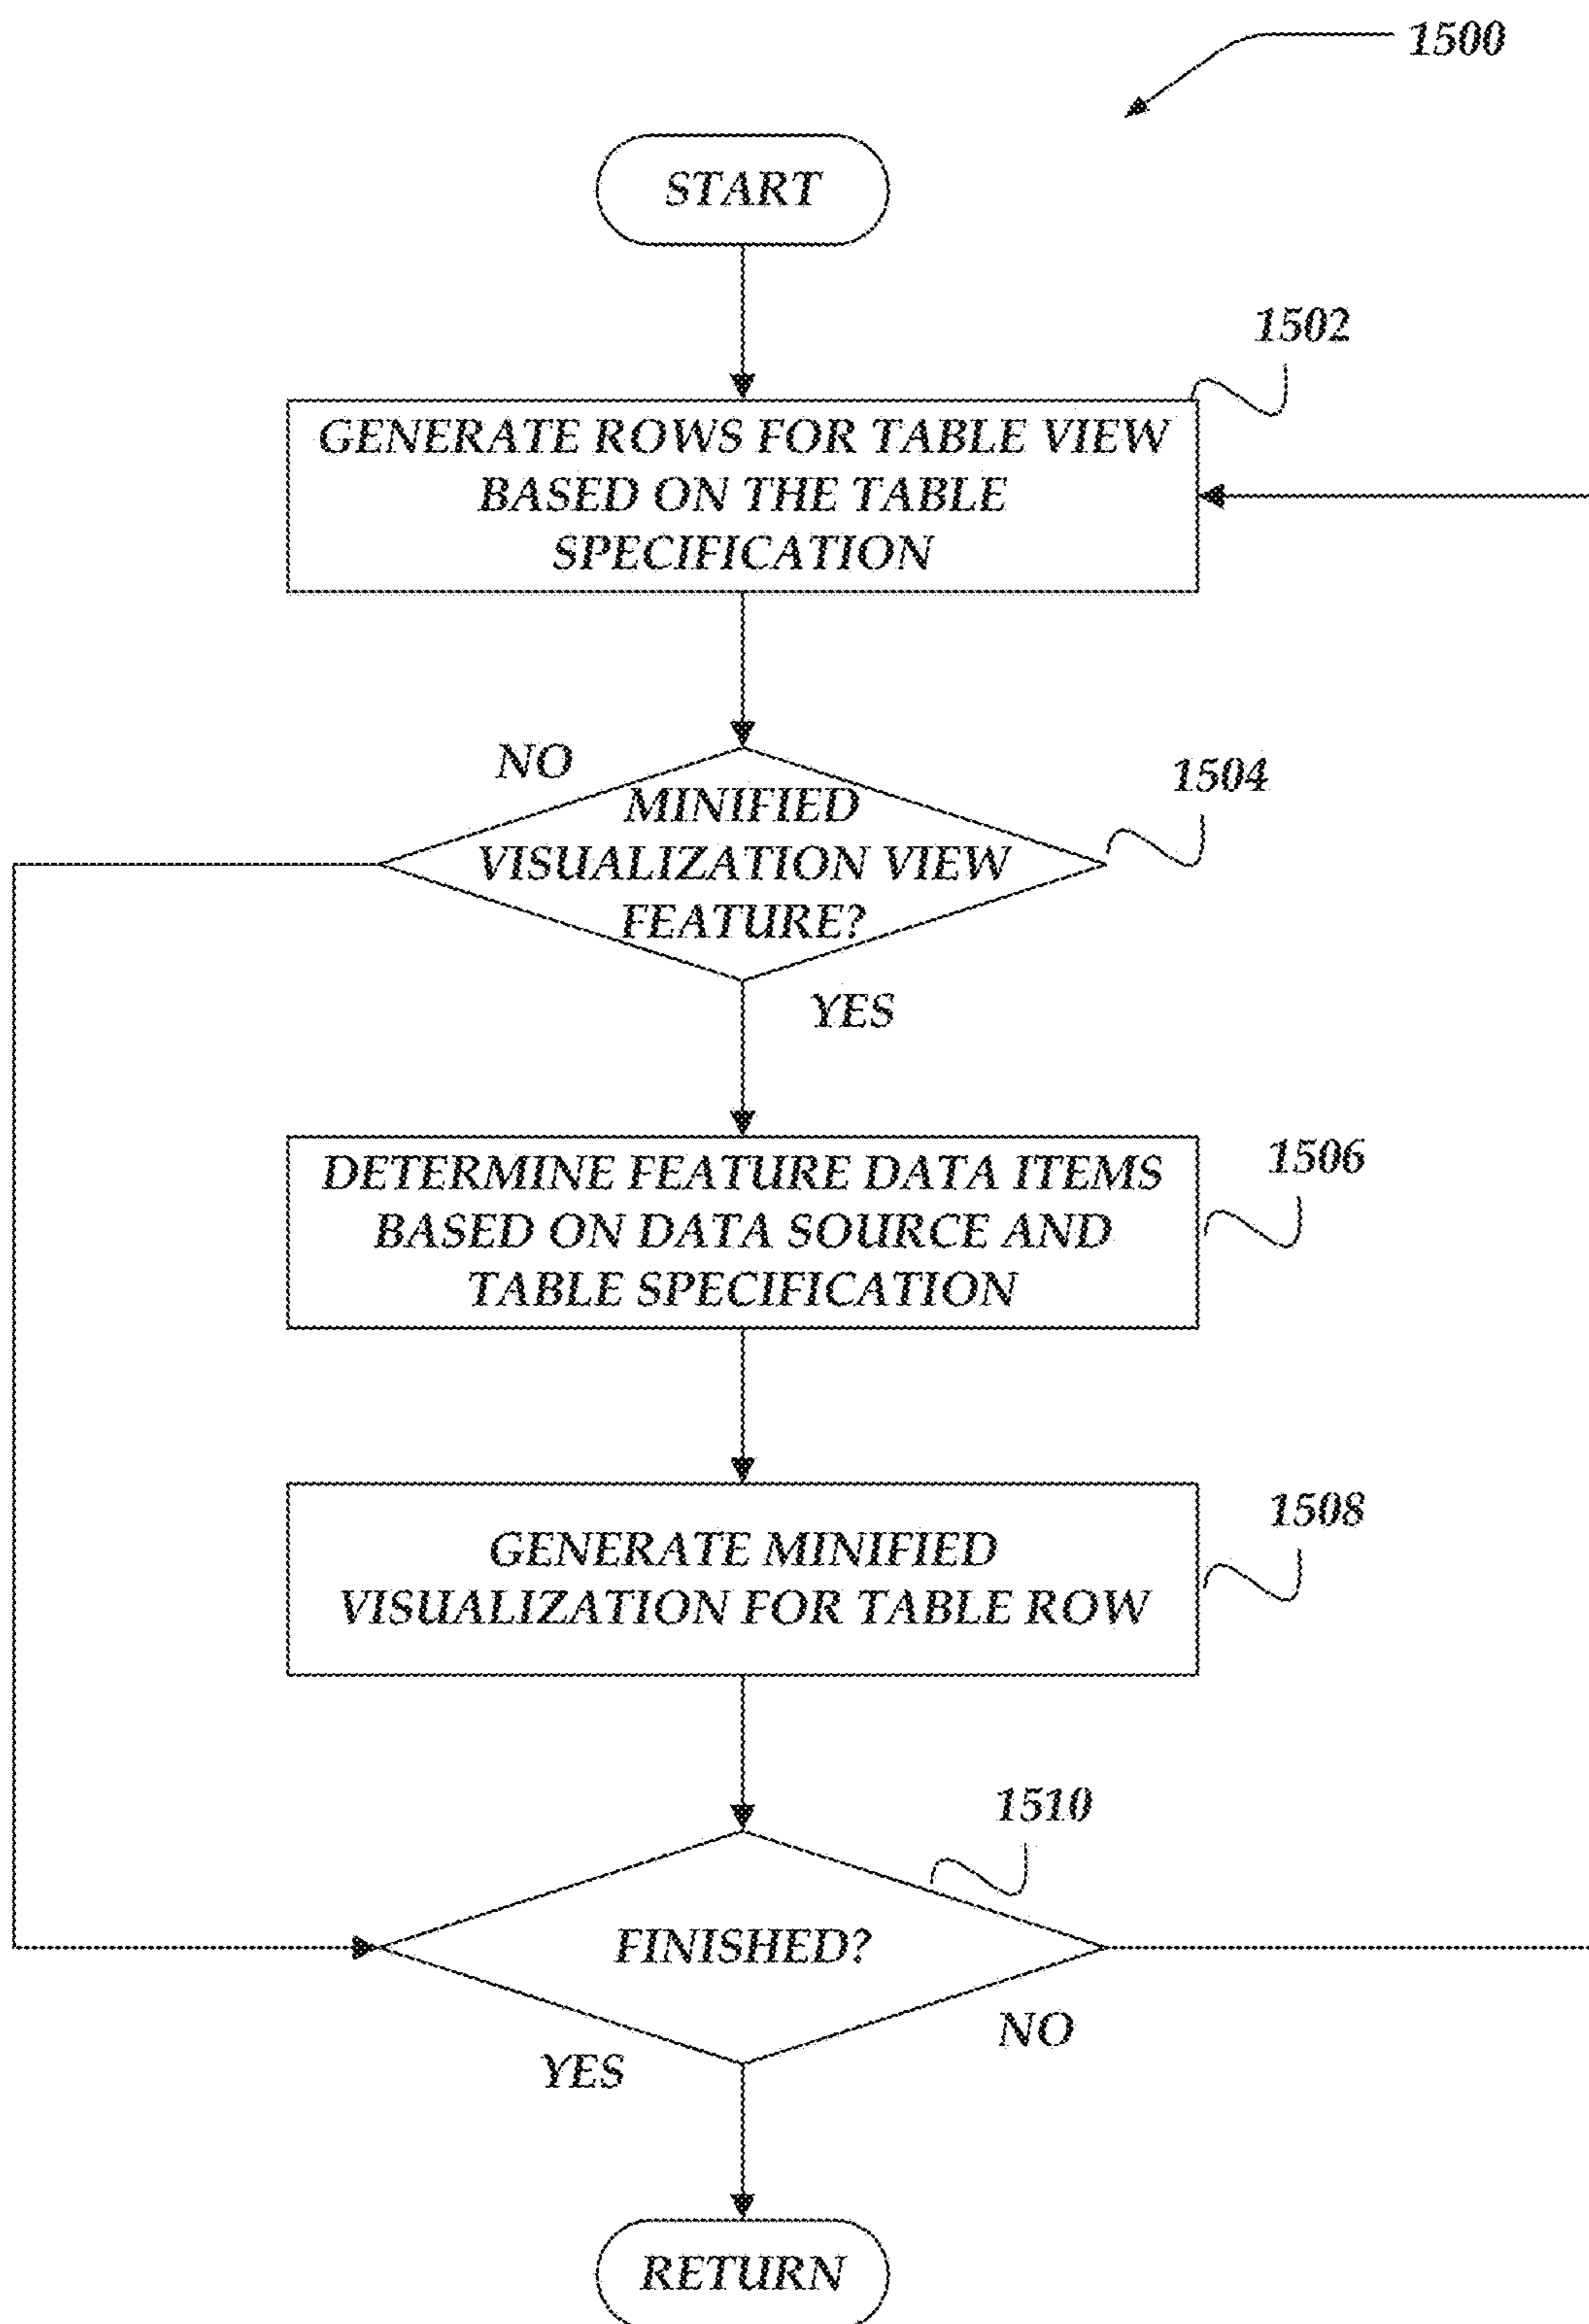 1500
START
1502
GENERATE ROWS FOR TABLE VIEW
BASED ON THE TABLE
SPECIFICATION
NO
1504
MINIFIED
VISUALIZATION VIEW
FEATURE?
YES
1506
DETERMINE FEATURE DATA ITEMS
BASED ON DATA SOURCE AND
TABLE SPECIFICATION
1508
GENERATE MINIFIED
VISUALIZATION FOR TABLE ROW
1510
FINISHED?
NO
YES
RETURN